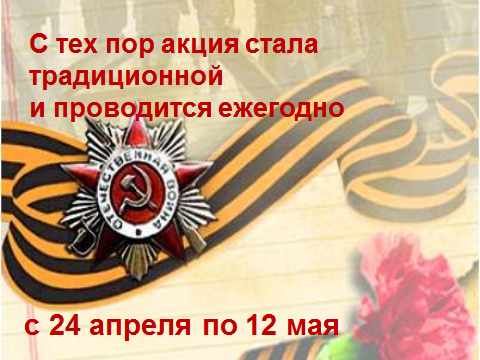 С тех пор акция стала
традиционной
и проводится ежегодно
ОТЕЧЕСТВЕННАЯ ВОЙНА
с 24 апреля по 12 мая